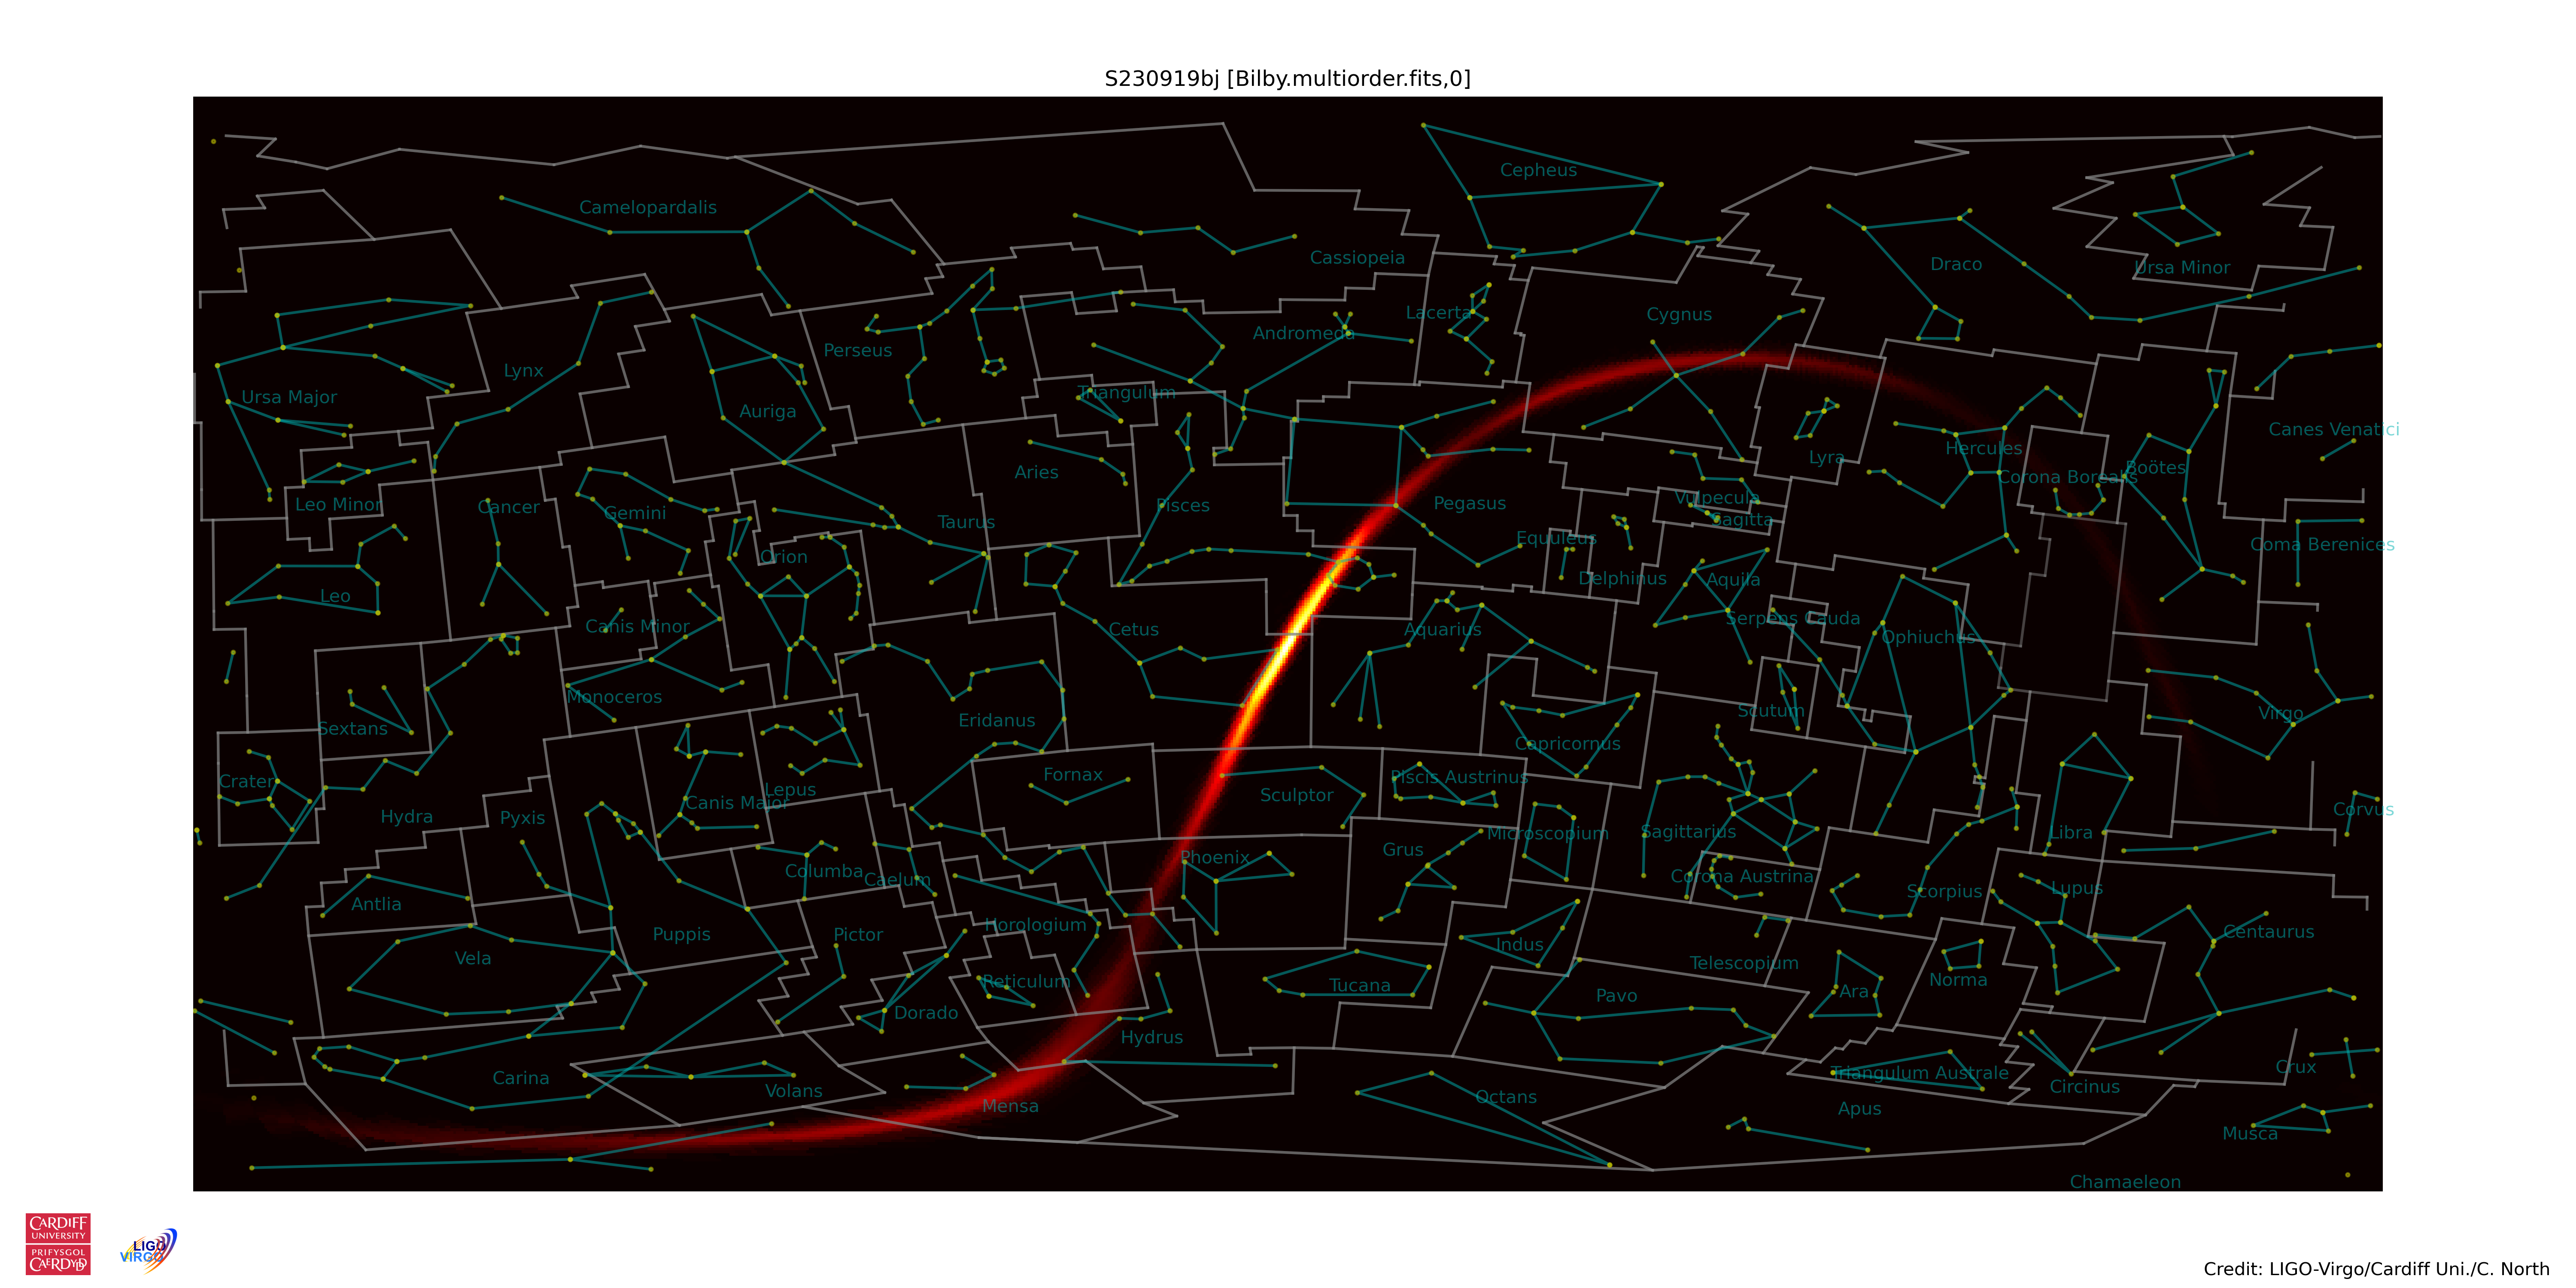 S230919bj [Bilby.multiorder.fits,0]
Cepheus
Camelopardalis
Cassiopeia
Draco
Ursa Minor
Lacerta
Cygnus
Andromeda
Perseus
Lynx
Ursa Major
Triangulum
Auriga
Canes Venatici
Hercules
Lyra
Boötes
Aries
Corona Borealis
Leo Minor
Cancer
Gemini
Pisces
Pegasus
Vulpecula
Taurus
Sagitta
Equuleus
Coma Berenices
Orion
Delphinus
Aquila
Leo
Serpens Cauda
Canis Minor
Cetus
Aquarius
Ophiuchus
Monoceros
Scutum
Virgo
Eridanus
Sextans
Capricornus
Fornax
Piscis Austrinus
Crater
Lepus
Sculptor
Canis Major
Corvus
Hydra
Pyxis
Microscopium
Sagittarius
Libra
Grus
Phoenix
Columba
Caelum
Corona Austrina
Scorpius
Lupus
Antlia
Horologium
Puppis
Pictor
Centaurus
Indus
Vela
Telescopium
Reticulum
Norma
Tucana
Ara
Pavo
Dorado
Hydrus
Crux
Triangulum Australe
Carina
Circinus
Volans
Octans
Mensa
Apus
Musca
Chamaeleon
CARDIFF
UNIVERSITY
PRIFYSGOL
CAERDYDD
LIGO
VIRGO
Credit: LIGO-Virgo/Cardiff Uni./C. North